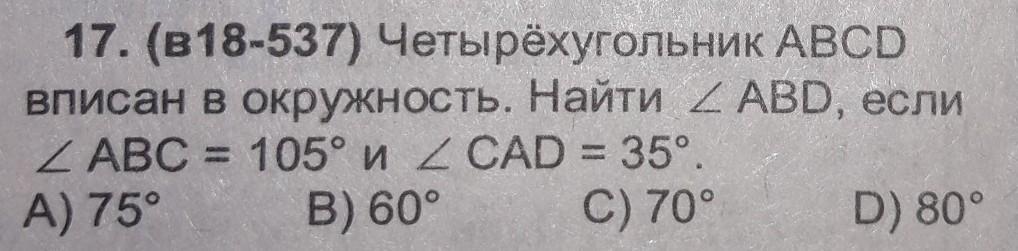 17. (в18-537) Четырёхугольник ABCD
вписан в окружность. Найти ∠ ABD, если
∠ ABC = 105° и ∠ CAD = 35°.
A) 75° B) 60° C) 70° D) 80°